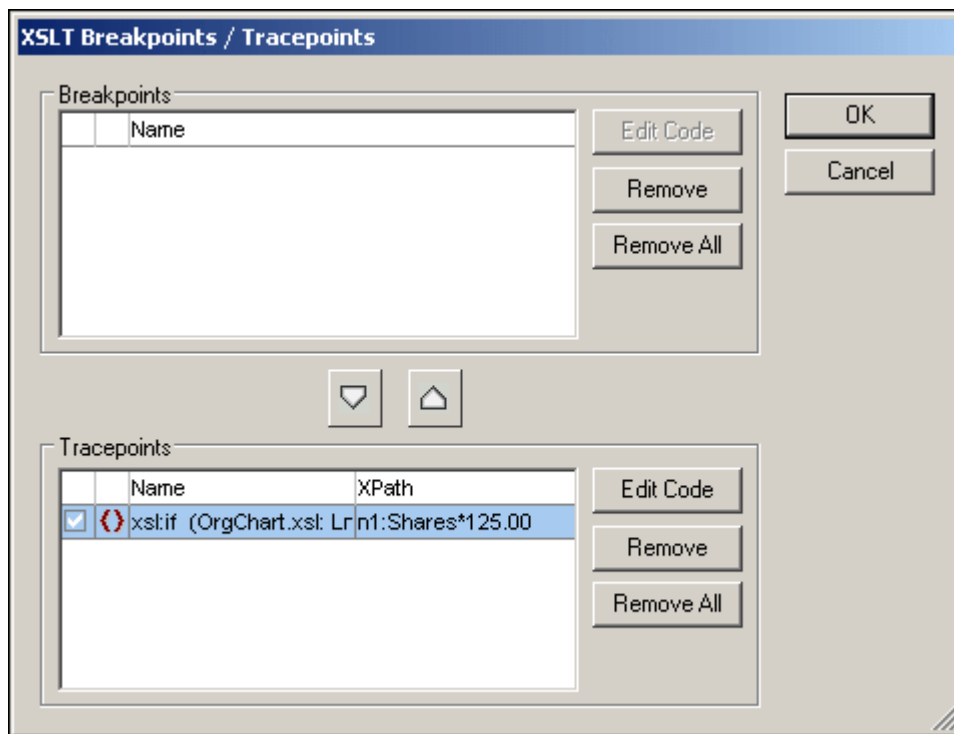 XSLT Breakpoints / Tracepoints
Breakpoints
Name
Edit Code
Remove
Remove All
OK
Cancel
Tracepoints
Name XPath
xsl:if (OrgChart.xsl: Ln n1:Shares*125.00
Edit Code
Remove
Remove All